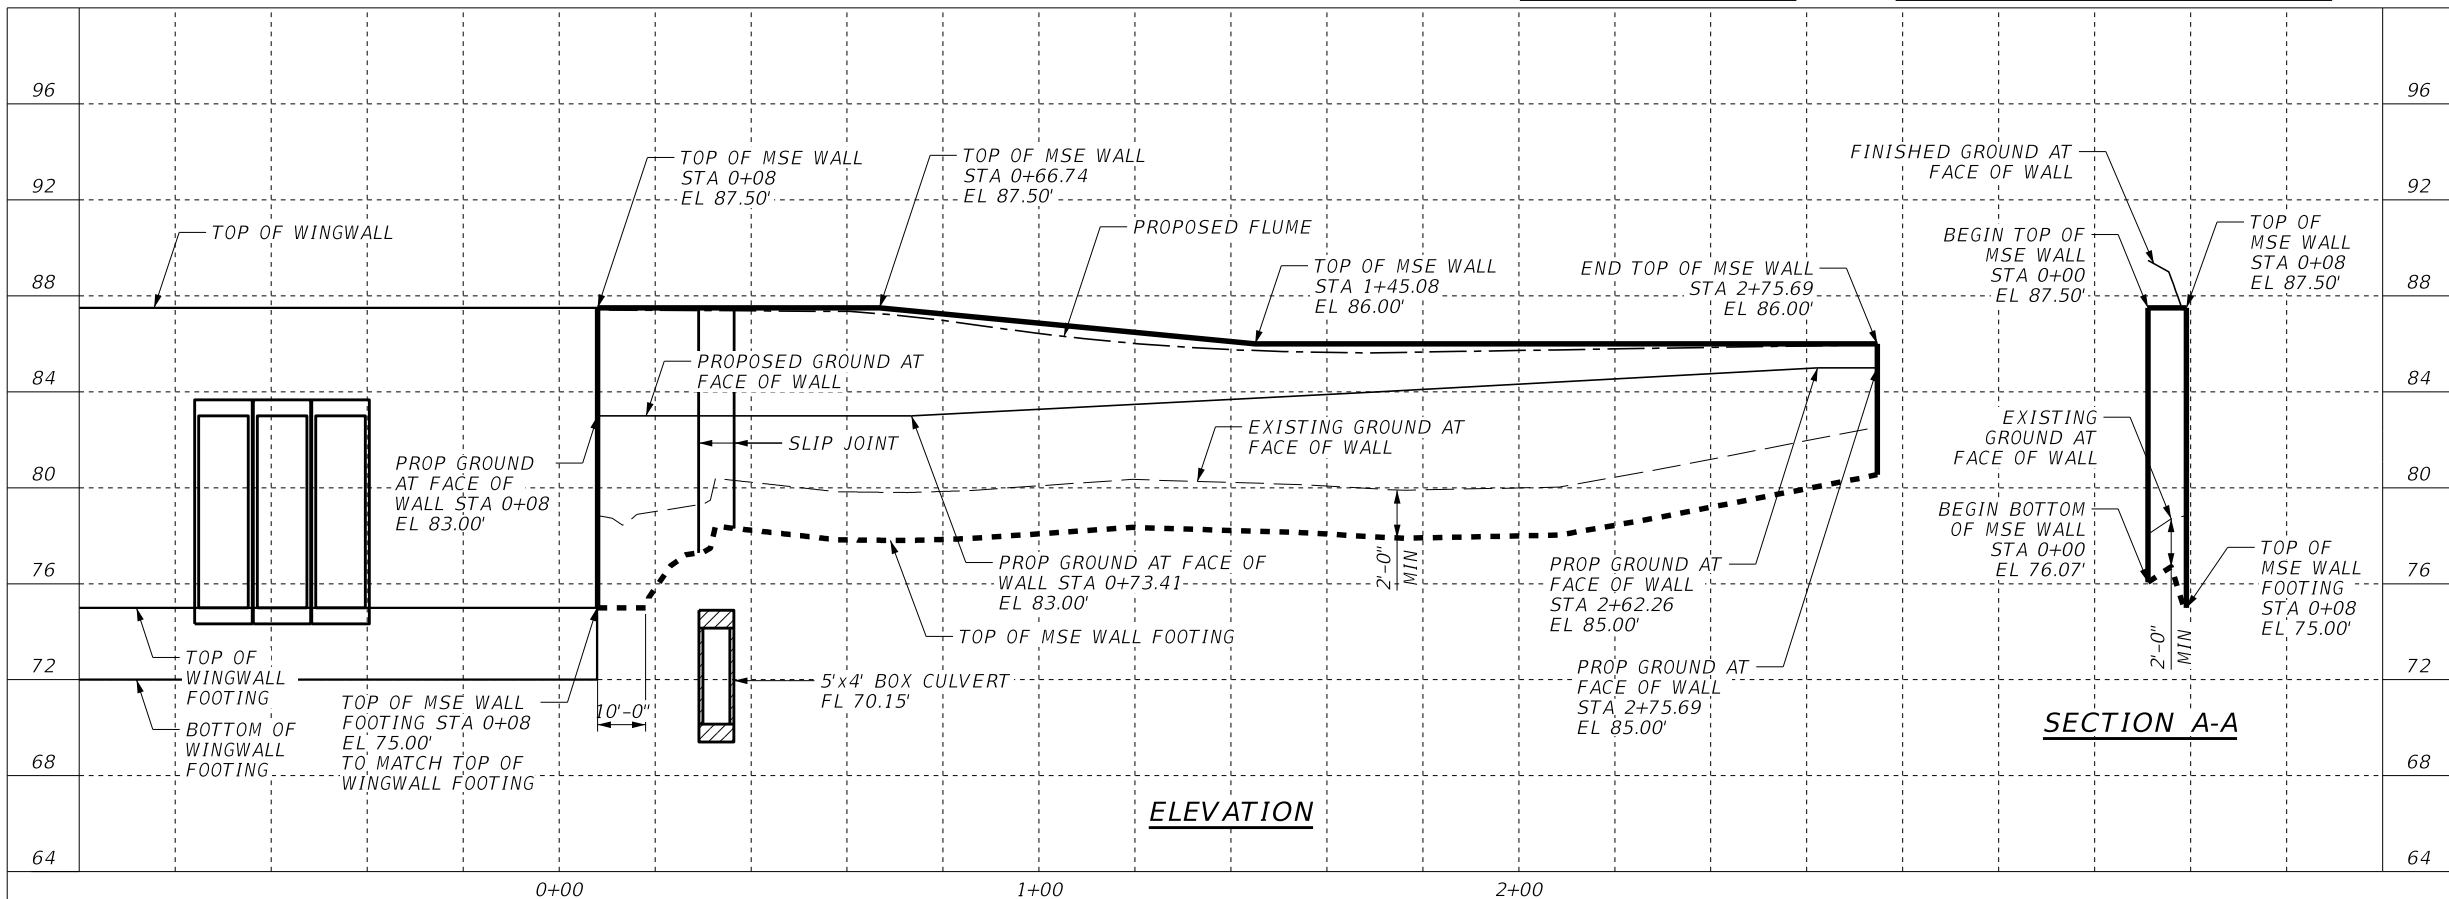 96
92
88
84
80
76
72
68
64
TOP OF WINGWALL
TOP OF MSE WALL
STA 0+08
EL 87.50'
TOP OF MSE WALL
STA 0+66.74
EL 87.50'
PROPOSED FLUME
TOP OF MSE WALL
STA 1+45.08
EL 86.00'
END TOP OF MSE WALL
STA 2+75.69
EL 86.00'
PROPOSED GROUND AT
FACE OF WALL
SLIP JOINT
EXISTING GROUND AT
FACE OF WALL
PROP GROUND
AT FACE OF
WALL STA 0+08
EL 83.00'
PROP GROUND AT FACE OF
WALL STA 0+73.41
EL 83.00'
TOP OF MSE WALL FOOTING
2'-0"
MIN
PROP GROUND AT
FACE OF WALL
STA 2+62.26
EL 85.00'
PROP GROUND AT
FACE OF WALL
STA 2+75.69
EL 85.00'
TOP OF
WINGWALL
FOOTING
BOTTOM OF
WINGWALL
FOOTING
TOP OF MSE WALL
FOOTING STA 0+08
EL 75.00'
TO MATCH TOP OF
WINGWALL FOOTING
10'-0"
5'x4' BOX CULVERT
FL 70.15'
ELEVATION
0+00
1+00
2+00
FINISHED GROUND AT
FACE OF WALL
BEGIN TOP OF
MSE WALL
STA 0+00
EL 87.50'
TOP OF
MSE WALL
STA 0+08
EL 87.50'
EXISTING
GROUND AT
FACE OF WALL
BEGIN BOTTOM
OF MSE WALL
STA 0+00
EL 76.07'
TOP OF
MSE WALL
FOOTING
STA 0+08
EL 75.00'
2'-0"
MIN
SECTION A-A
96
92
88
84
80
76
72
68
64